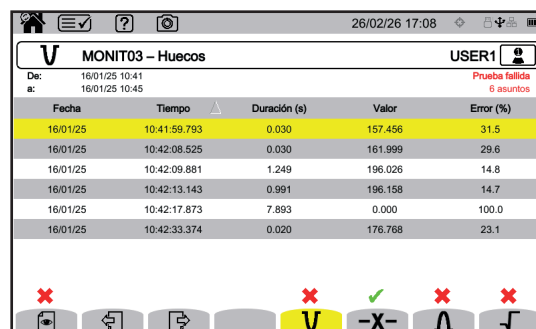 26/02/26 17:08
MONIT03 – Huecos USER1
De: 16/01/25 10:41 Prueba fallida
a: 16/01/25 10:45 6 asuntos
Fecha Tiempo Duración (s) Valor Error (%)
16/01/25 10:41:59.793 0.030 157.456 31.5
16/01/25 10:42:08.525 0.030 161.999 29.6
16/01/25 10:42:09.881 1.249 196.026 14.8
16/01/25 10:42:13.143 0.991 196.158 14.7
16/01/25 10:42:17.873 7.893 0.000 100.0
16/01/25 10:42:33.374 0.020 176.768 23.1